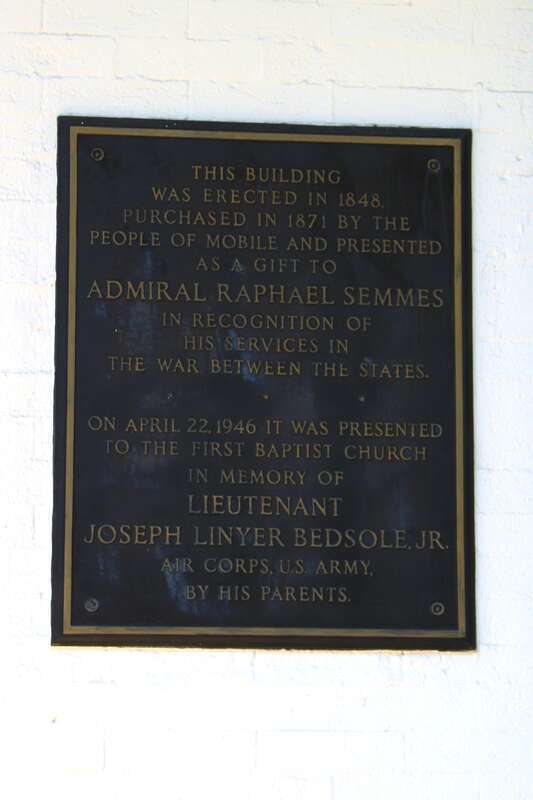 THIS BUILDING
WAS ERECTED IN 1848,
PURCHASED IN 1871 BY THE
PEOPLE OF MOBILE AND PRESENTED
AS A GIFT TO
ADMIRAL RAPHAEL SEMMES
IN RECOGNITION OF
HIS SERVICES IN
THE WAR BETWEEN THE STATES.
ON APRIL 22, 1946 IT WAS PRESENTED
TO THE FIRST BAPTIST CHURCH
IN MEMORY OF
LIEUTENANT
JOSEPH LINYER BEDSOLE, JR.
AIR CORPS, U.S. ARMY,
BY HIS PARENTS.